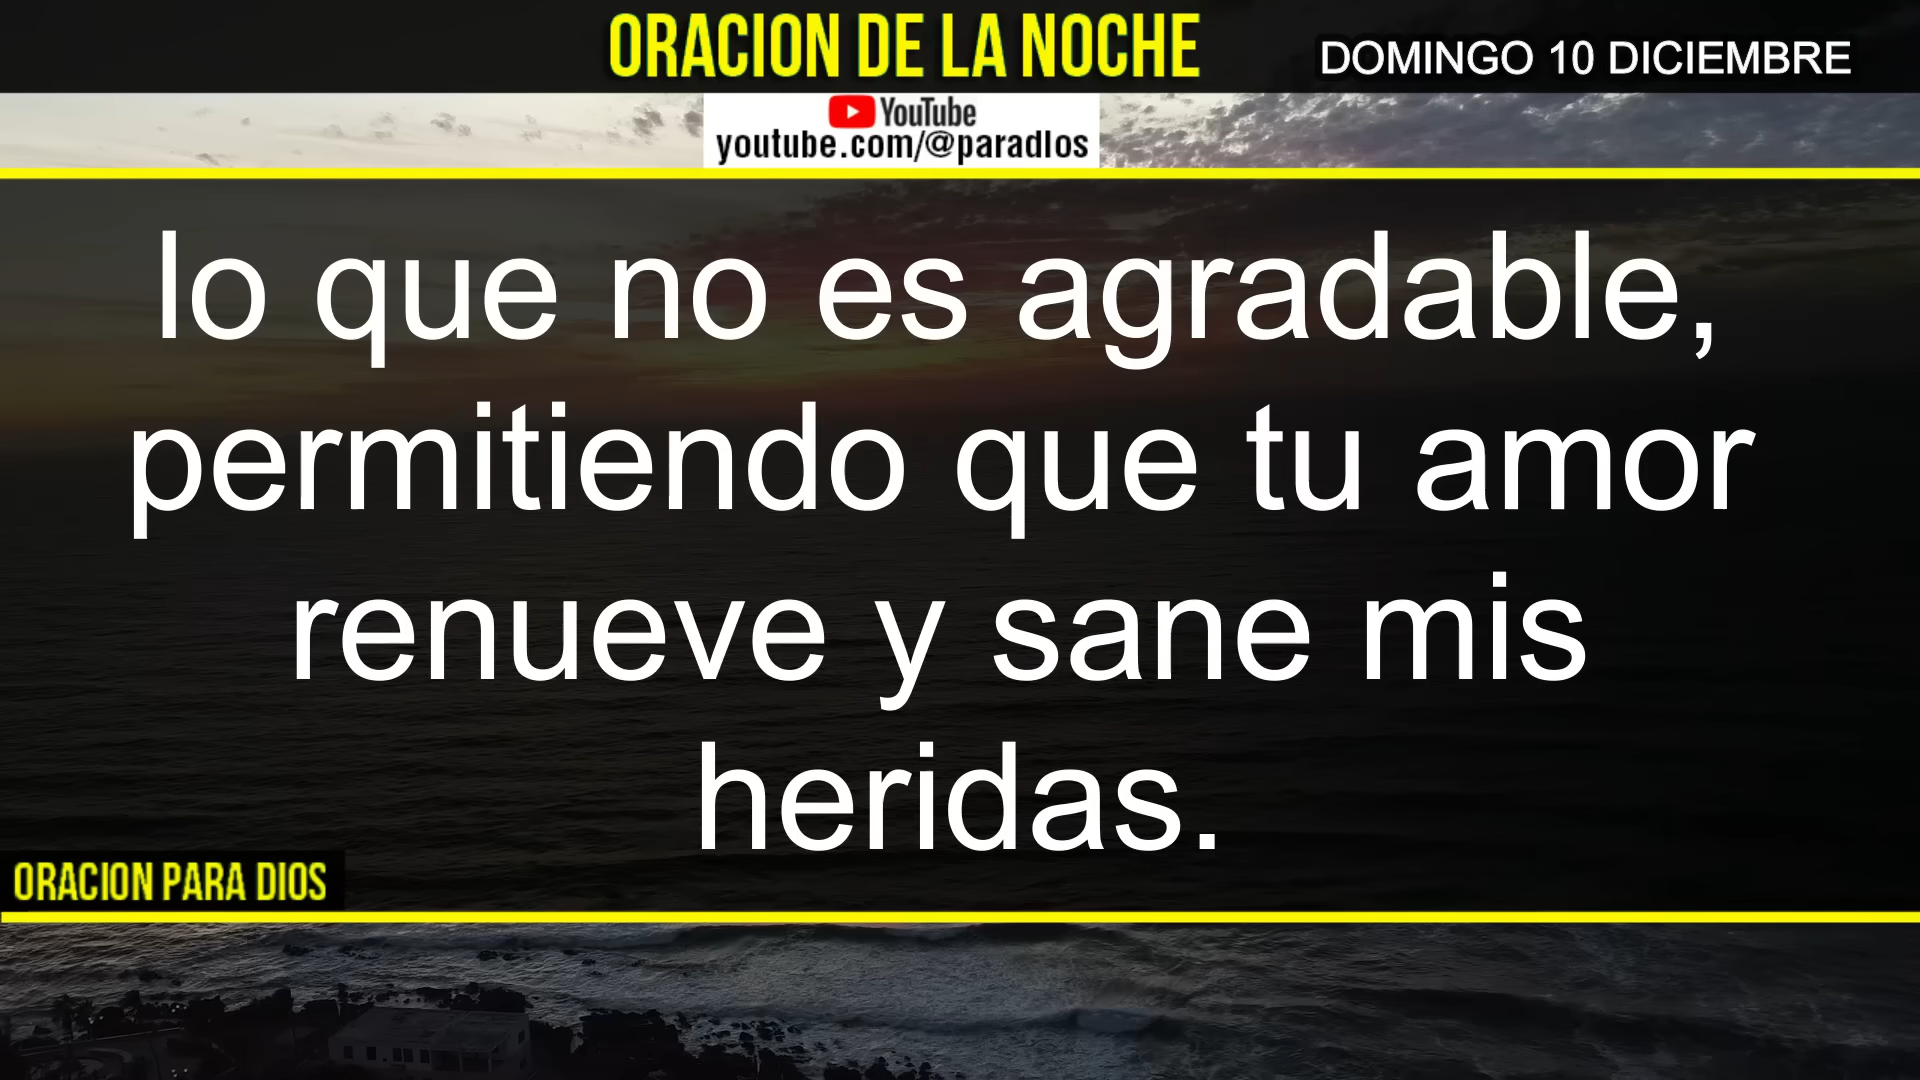 ORACION DE LA NOCHE
DOMINGO 10 DICIEMBRE
YouTube
youtube.com/@paradIos
lo que no es agradable,
permitiendo que tu amor
renueve y sane mis
heridas.
ORACION PARA DIOS